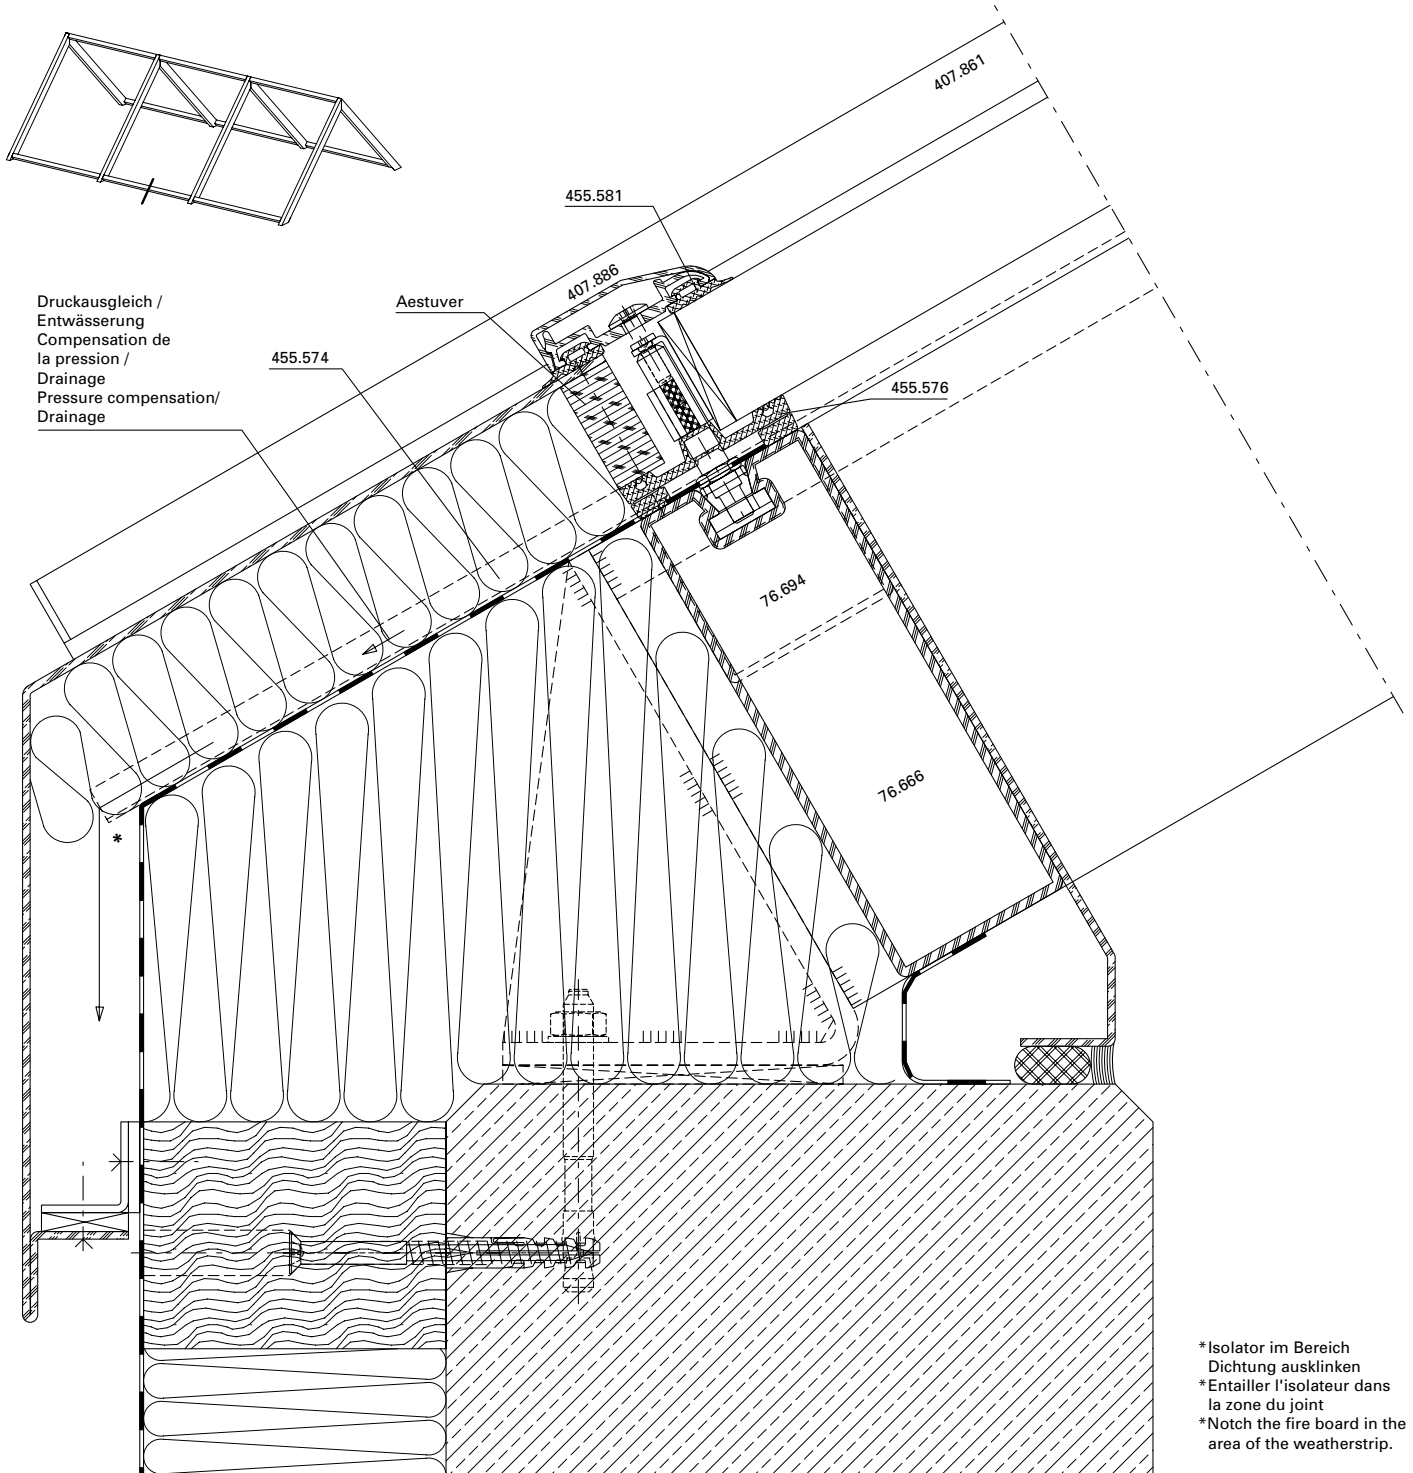 407.861
455.581
407.886
Druckausgleich /
Entwässerung
Compensation de
la pression /
Drainage
Pressure compensation/
Drainage
Aestuver
455.574
455.576
76.694
76.666
*
*Isolator im Bereich
Dichtung ausklinken
*Entailler l'isolateur dans
la zone du joint
*Notch the fire board in the
area of the weatherstrip.